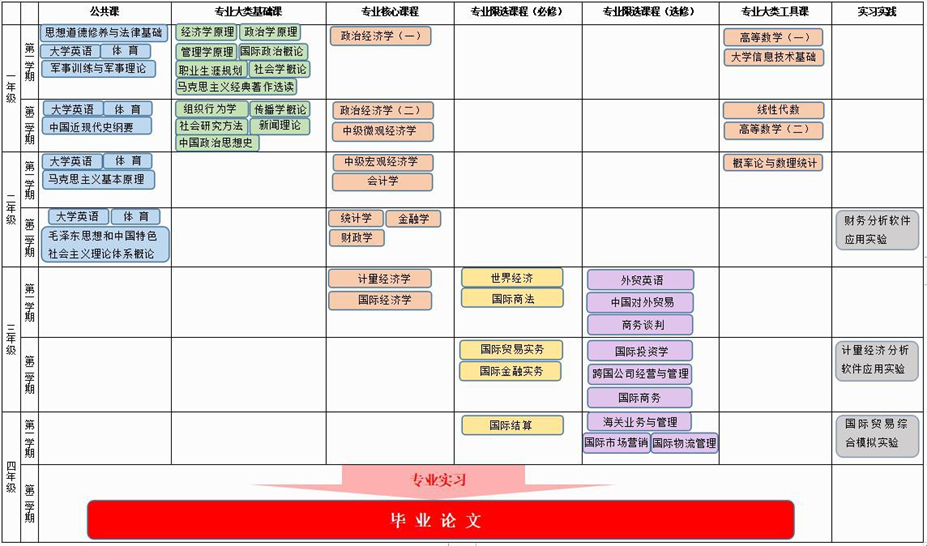 公共课 专业大类基础课 专业核心课程 专业限选课程（必修） 专业限选课程（选修） 专业大类工具课 实习实践
一年级
第一学期
思想道德修养与法律基础
大学英语 体 育
军事训练与军事理论
经济学原理 政治学原理
管理学原理 国际政治概论
职业生涯规划 社会学概论
马克思主义经典著作选读
政治经济学（一）
高等数学（一）
大学信息技术基础
第二学期
大学英语 体 育
中国近现代史纲要
组织行为学 传播学概论
社会研究方法 新闻理论
中国政治思想史
政治经济学（二）
中级微观经济学
线性代数
高等数学（二）
二年级
第一学期
大学英语 体 育
马克思主义基本原理
中级宏观经济学
会计学
概率论与数理统计
第二学期
大学英语 体 育
毛泽东思想和中国特色
社会主义理论体系概论
统计学 金融学
财政学
财务分析软件
应用实验
三年级
第一学期
计量经济学
国际经济学
世界经济
国际商法
外贸英语
中国对外贸易
商务谈判
第二学期
国际贸易实务
国际金融实务
国际投资学
跨国公司经营与管理
国际商务
计量经济分析
软件应用实验
四年级
第一学期
国际结算
海关业务与管理
国际市场营销 国际物流管理
国际贸易综
合模拟实验
第二学期
专业实习
毕 业 论 文